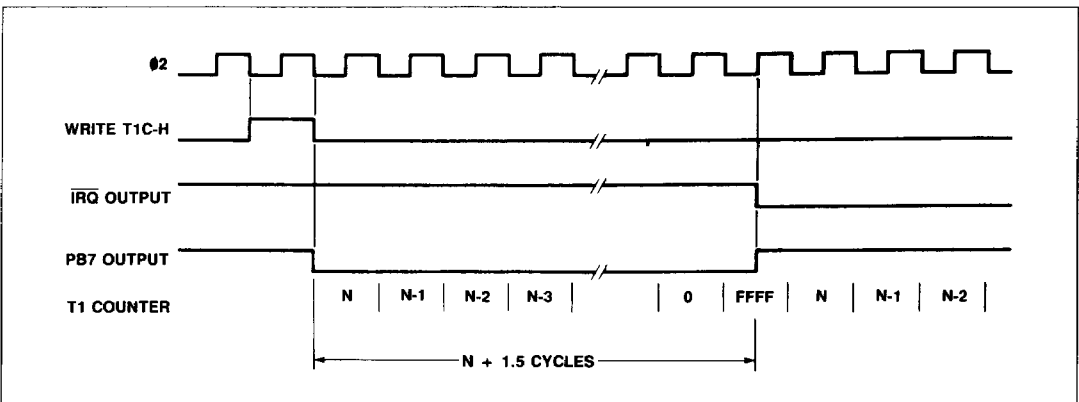 ϕ2
WRITE T1C-H
IRQ OUTPUT
PB7 OUTPUT
T1 COUNTER N N-1 N-2 N-3 0 FFFF N N-1 N-2
N + 1.5 CYCLES